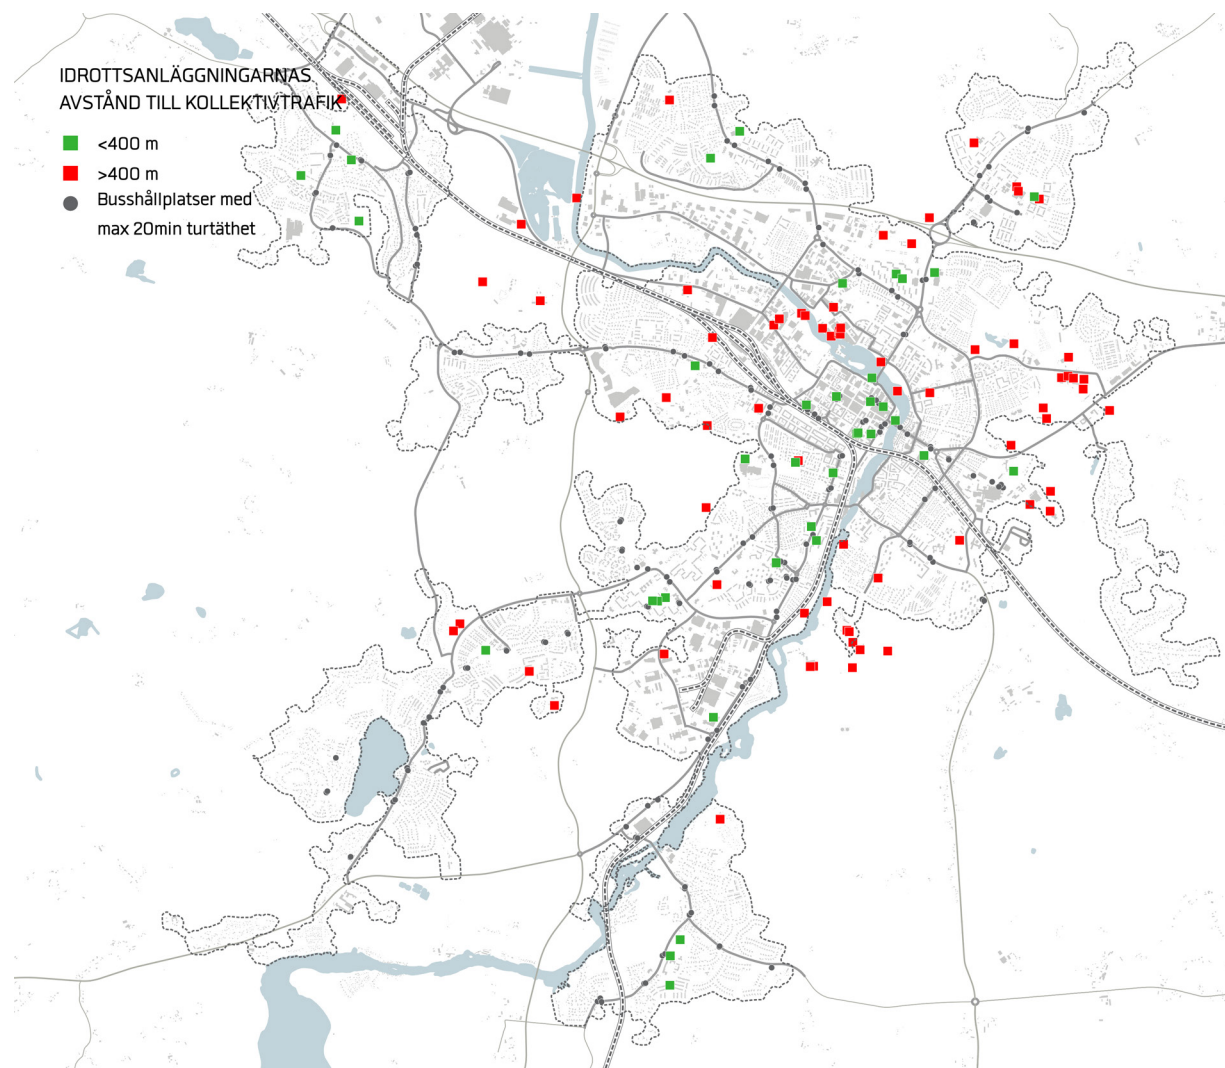 IDROTTSANLÄGGNINGARNAS
AVSTÅND TILL KOLLEKTIVTRAFIK
<400 m
>400 m
Busshållplatser med
max 20min turtäthet